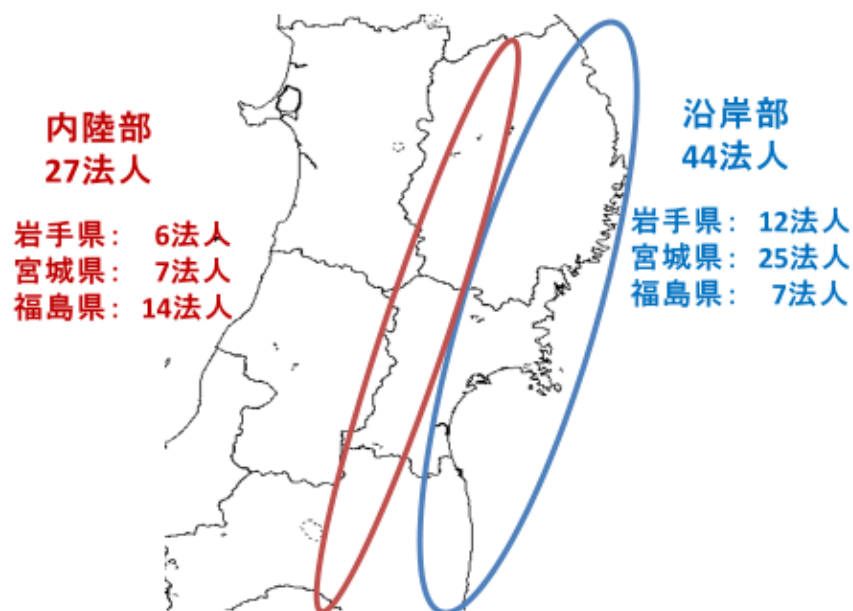 内陸部
27法人
岩手県： 6法人
宮城県： 7法人
福島県： 14法人
沿岸部
44法人
岩手県： 12法人
宮城県： 25法人
福島県： 7法人